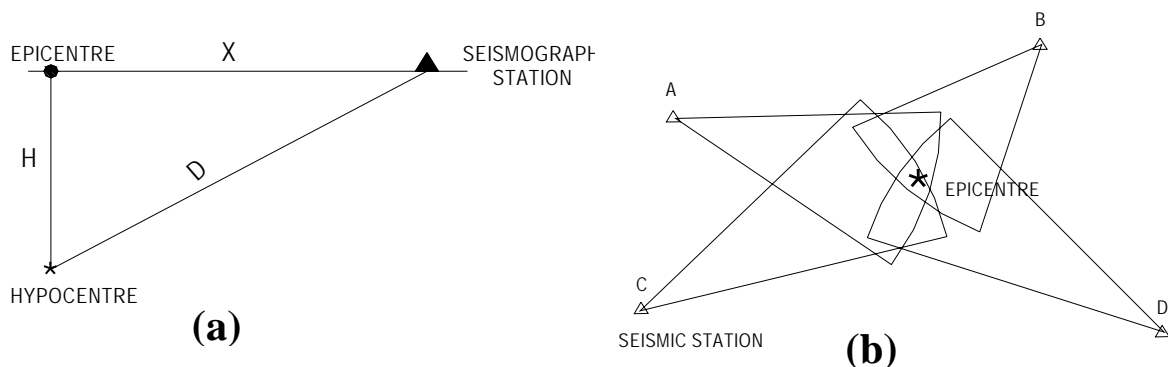 EPICENTRE
X
SEISMOGRAPH
STATION
H
D
HYPOCENTRE
(a)
B
A
EPICENTRE
C
D
SEISMIC STATION
(b)